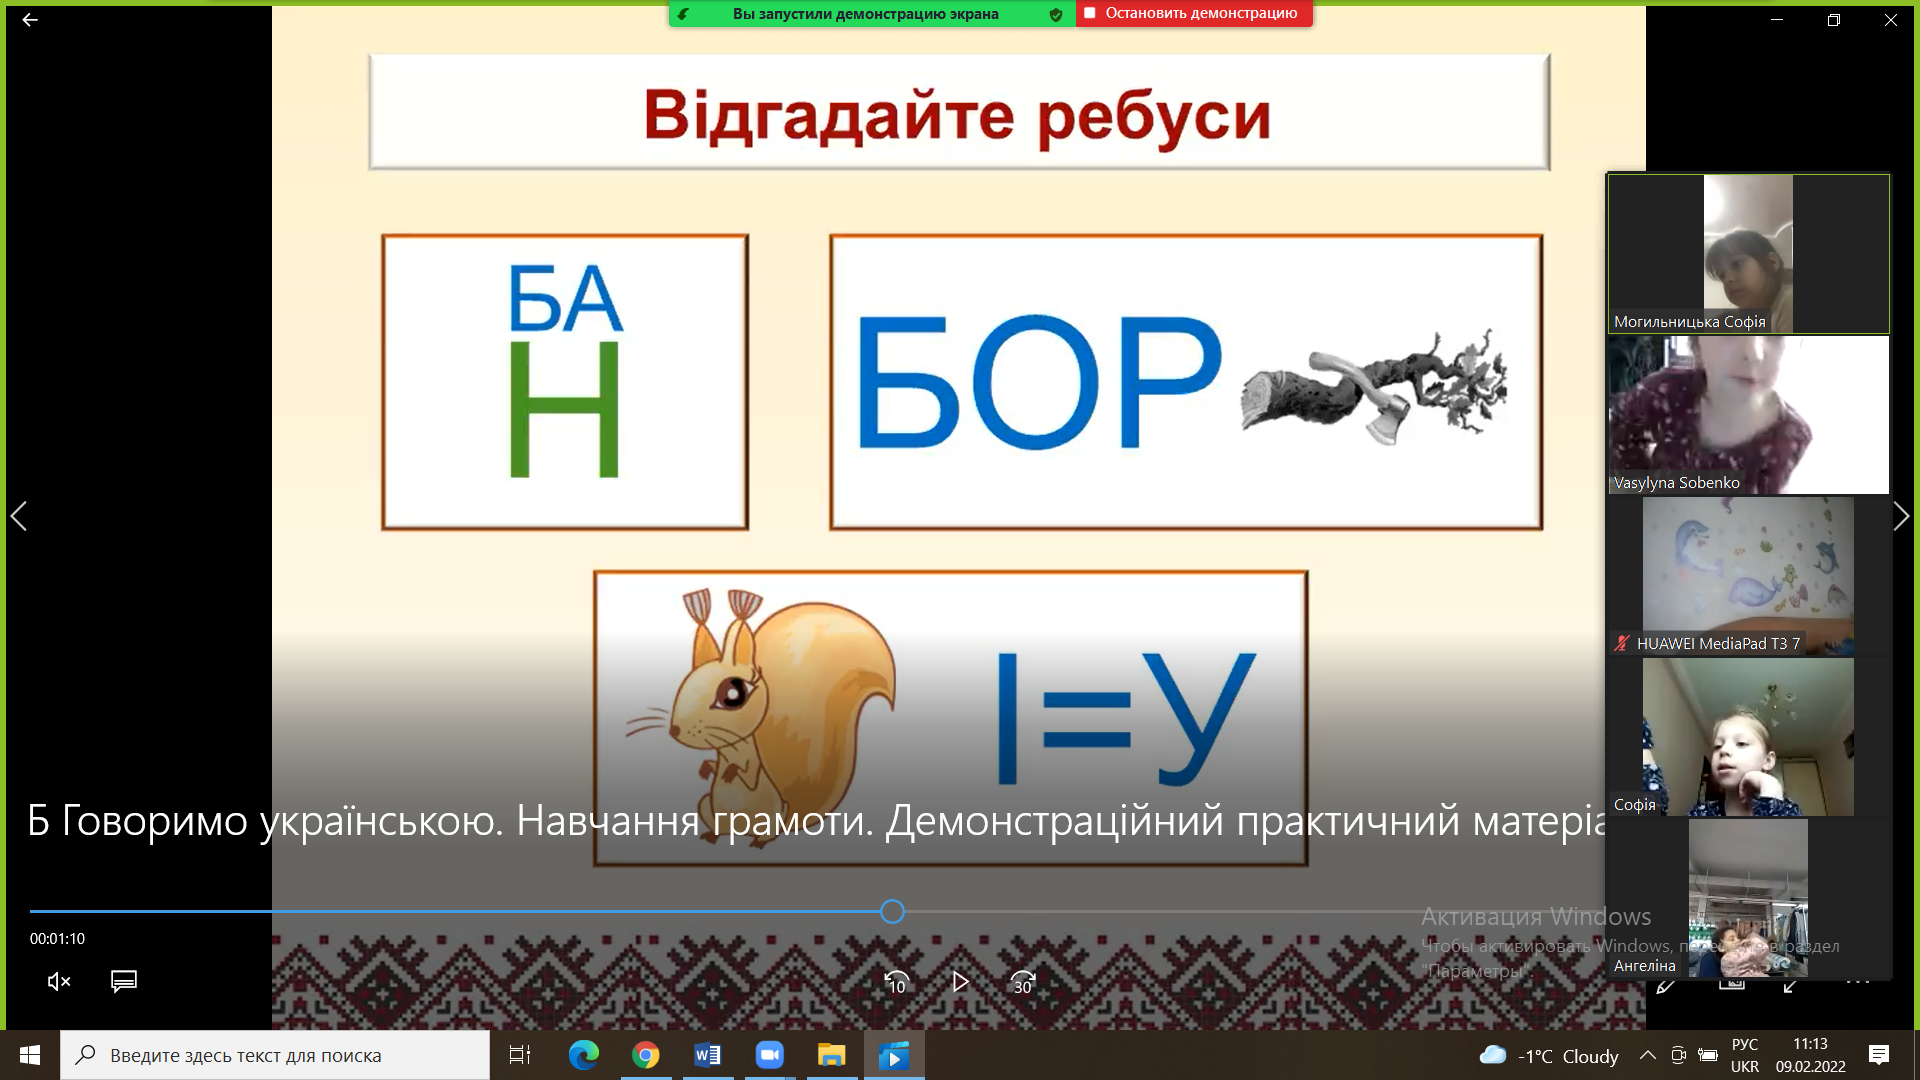 Вы запустили демонстрацию экрана
Остановить демонстрацию
Відгадайте ребуси
БА
Н
БОР
І=У
Могильницька Софія
Vasylyna Sobenko
HUAWEI MediaPad T3 7
Софія
Ангеліна
Б Говоримо українською. Навчання грамоти. Демонстраційний практичний матеріа
00:01:10
10
30
Активация Windows
Чтобы активировать Windows, перейдите в раздел
"Параметры".
Введите здесь текст для поиска
-1°C Cloudy
РУС
UKR
11:13
09.02.2022